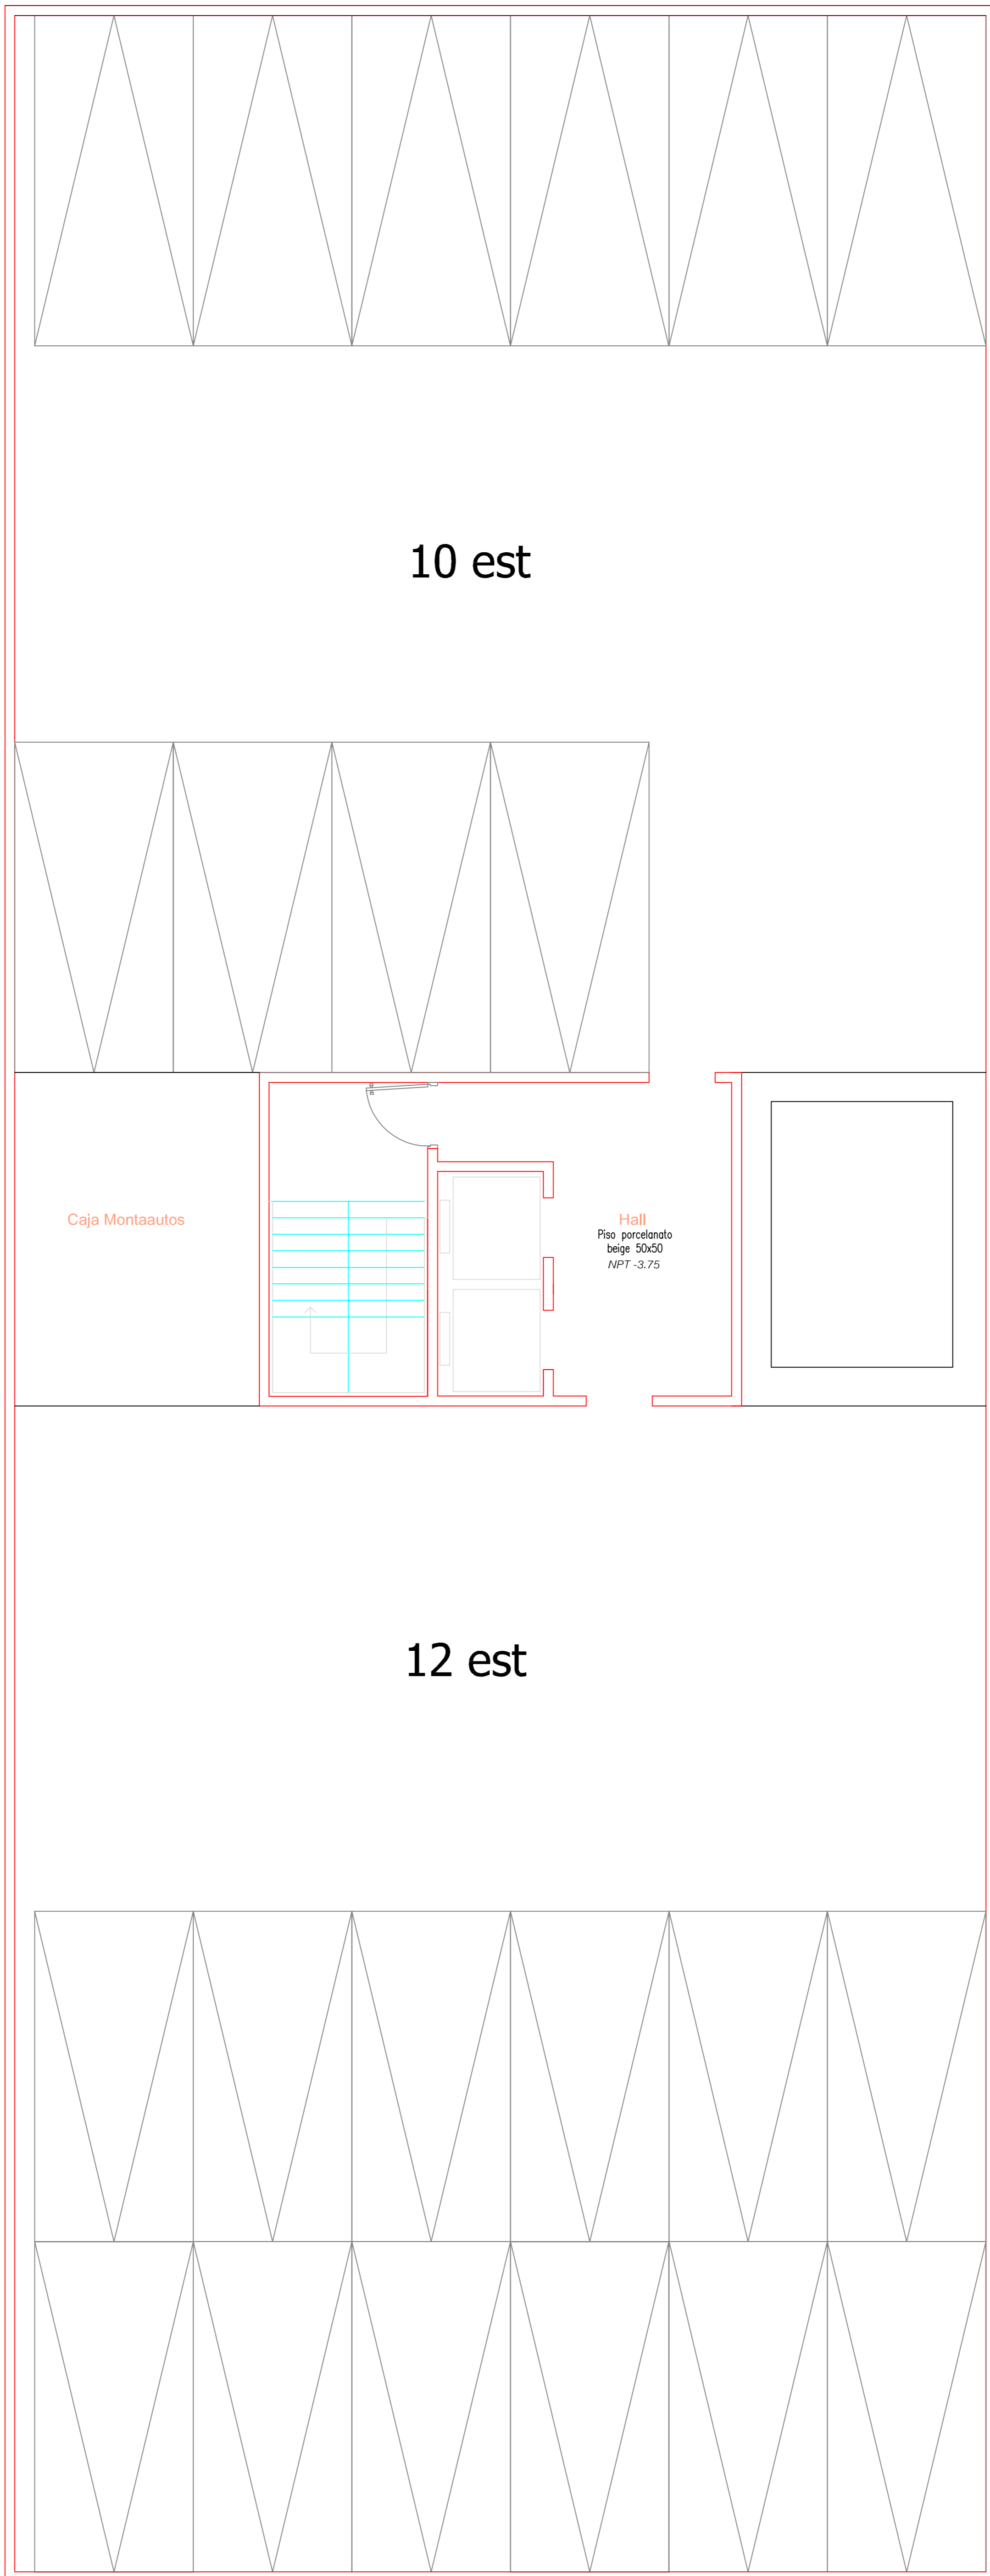 10 est
Caja Montaautos
Hall
Piso porcelanato
beige 50x50
NPT -3.75
12 est